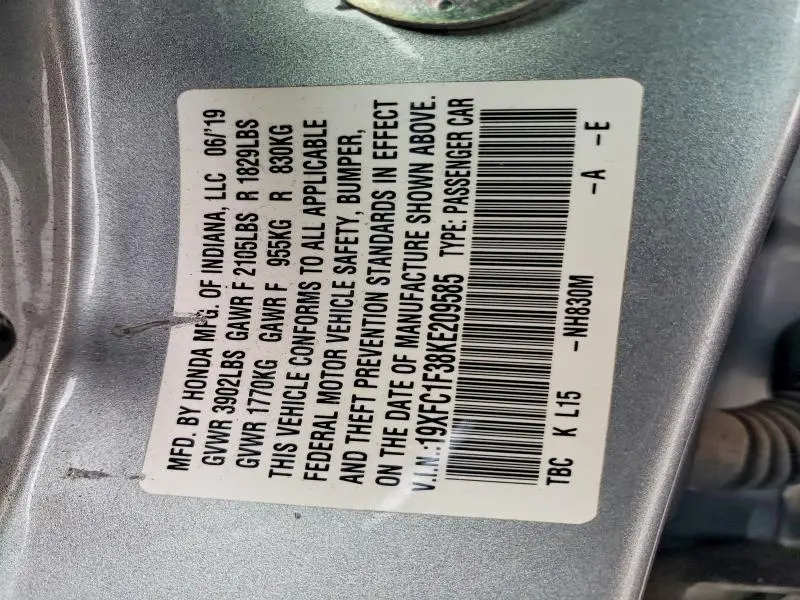 MFD. BY HONDA MFG. OF INDIANA, LLC 06/'19
GVWR 3902LBS GAWR F 2105LBS R 1829LBS
GVWR 1770KG GAWR F 955KG R 830KG
THIS VEHICLE CONFORMS TO ALL APPLICABLE
FEDERAL MOTOR VEHICLE SAFETY, BUMPER,
AND THEFT PREVENTION STANDARDS IN EFFECT
ON THE DATE OF MANUFACTURE SHOWN ABOVE.
V.I.N.:19XFC1F38KE209585 TYPE: PASSENGER CAR
TBC K L15 -NH830M -A -E